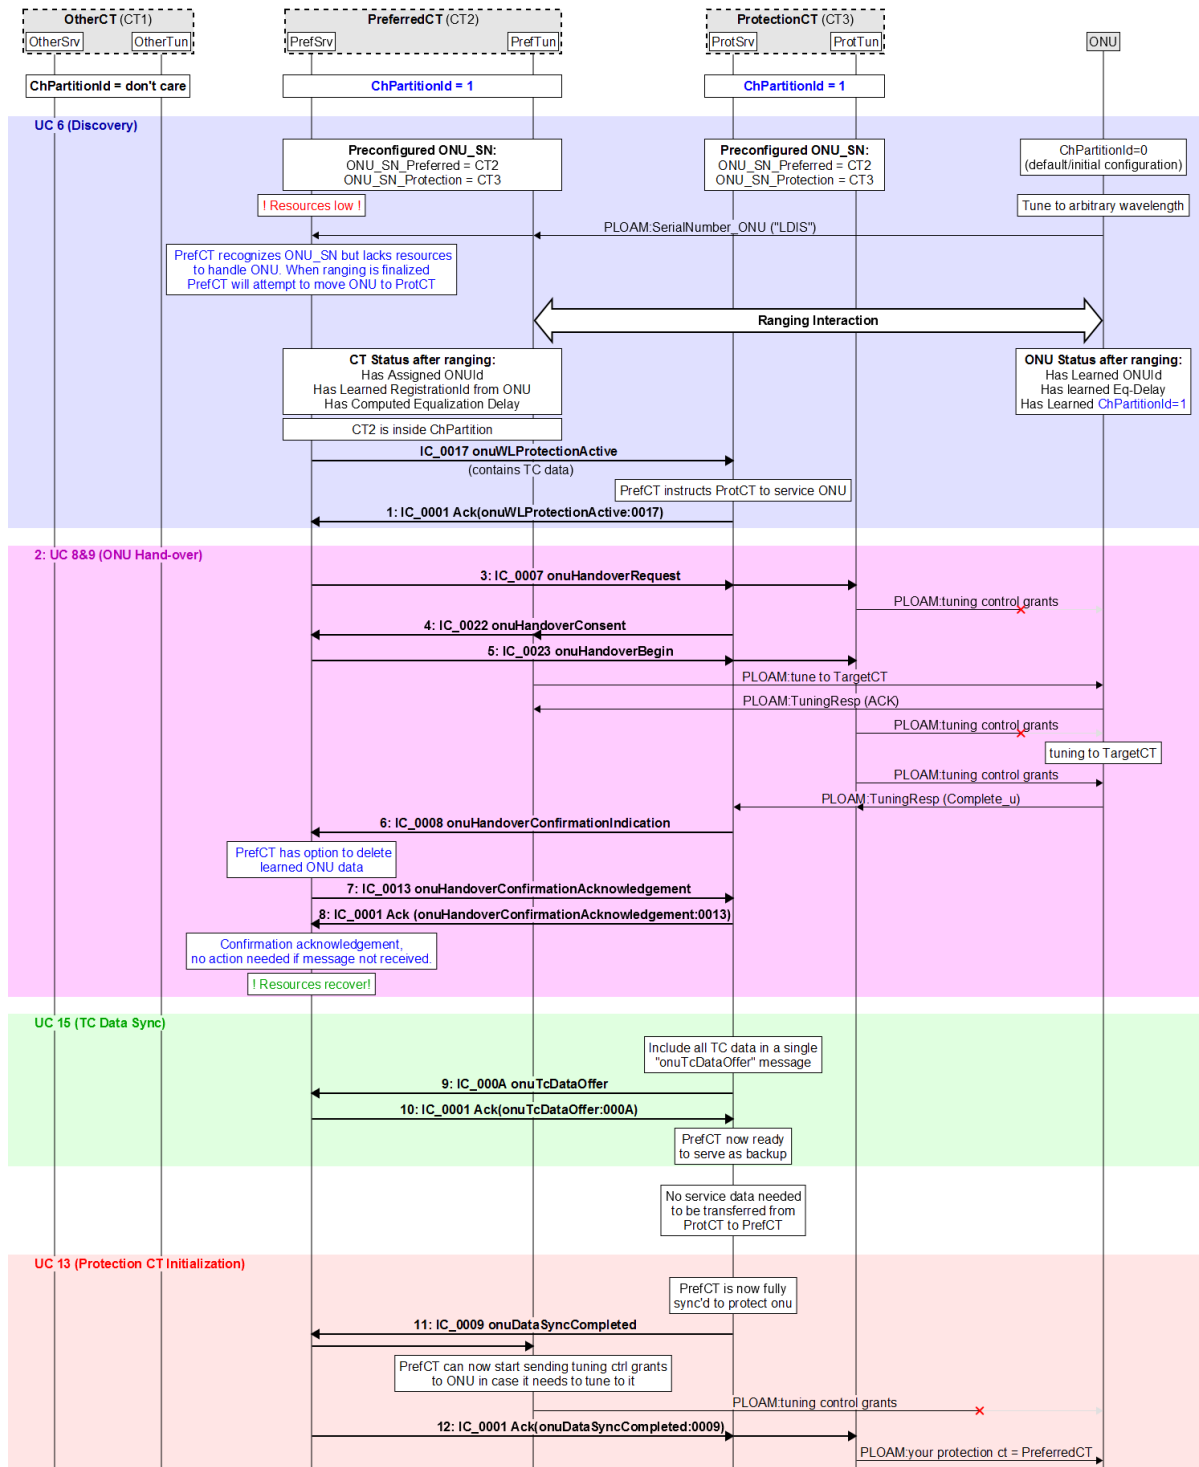 OtherCT (CT1)
PreferredCT (CT2)
ProtectionCT (CT3)
OtherSrv
OtherTun
PrefSrv
PrefTun
ProtSrv
ProtTun
ONU
ChPartitionId = don't care
ChPartitionId = 1
ChPartitionId = 1
UC 6 (Discovery)
Preconfigured ONU_SN:
ONU_SN_Preferred = CT2
ONU_SN_Protection = CT3
Preconfigured ONU_SN:
ONU_SN_Preferred = CT2
ONU_SN_Protection = CT3
ChPartitionId=0
(default/initial configuration)
! Resources low !
Tune to arbitrary wavelength
PLOAM:SerialNumber_ONU ("LDIS")
PrefCT recognizes ONU_SN but lacks resources
to handle ONU. When ranging is finalized
PrefCT will attempt to move ONU to ProtCT
Ranging Interaction
CT Status after ranging:
Has Assigned ONUId
Has Learned RegistrationId from ONU
Has Computed Equalization Delay
ONU Status after ranging:
Has Learned ONUId
Has learned Eq-Delay
Has Learned ChPartitionId=1
CT2 is inside ChPartition
IC_0017 onuWLProtectionActive
(contains TC data)
PrefCT instructs ProtCT to service ONU
1: IC_0001 Ack(onuWLProtectionActive:0017)
2: UC 8&9 (ONU Hand-over)
3: IC_0007 onuHandoverRequest
PLOAM:tuning control grants
4: IC_0022 onuHandoverConsent
5: IC_0023 onuHandoverBegin
PLOAM:tune to TargetCT
PLOAM:TuningResp (ACK)
PLOAM:tuning control grants
tuning to TargetCT
PLOAM:tuning control grants
PLOAM:TuningResp (Complete_u)
6: IC_0008 onuHandoverConfirmationIndication
PrefCT has option to delete
learned ONU data
7: IC_0013 onuHandoverConfirmationAcknowledgement
8: IC_0001 Ack (onuHandoverConfirmationAcknowledgement:0013)
Confirmation acknowledgement,
no action needed if message not received.
! Resources recover!
UC 15 (TC Data Sync)
Include all TC data in a single
"onuTcDataOffer" message
9: IC_000A onuTcDataOffer
10: IC_0001 Ack(onuTcDataOffer:000A)
PrefCT now ready
to serve as backup
No service data needed
to be transferred from
ProtCT to PrefCT
UC 13 (Protection CT Initialization)
PrefCT is now fully
sync'd to protect onu
11: IC_0009 onuDataSyncCompleted
PrefCT can now start sending tuning ctrl grants
to ONU in case it needs to tune to it
PLOAM:tuning control grants
12: IC_0001 Ack(onuDataSyncCompleted:0009)
PLOAM:your protection ct = PreferredCT